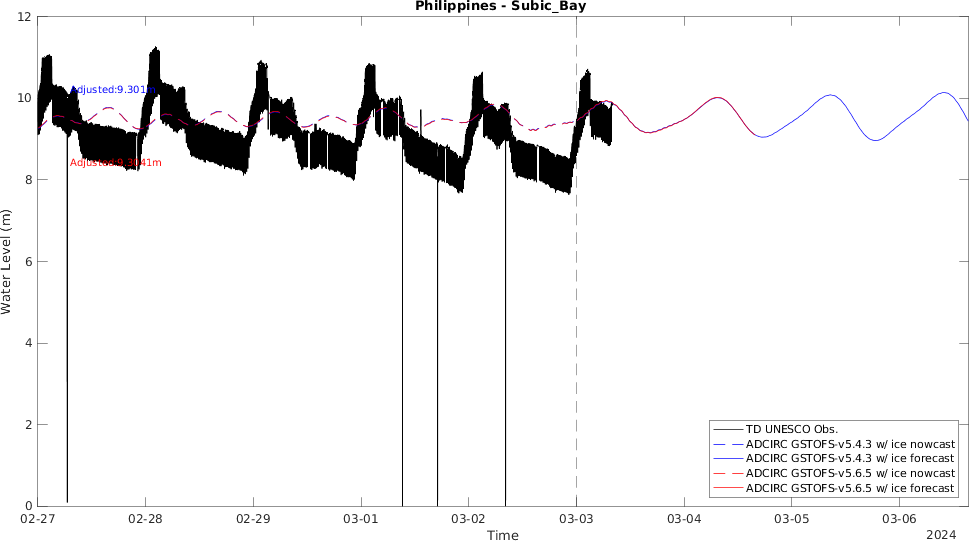 Philippines - Subic_Bay
12
10
8
6
4
2
0
Water Level (m)
Adjusted:9.301m
Adjusted:9.3041m
TD UNESCO Obs.
ADCIRC GSTOFS-v5.4.3 w/ ice nowcast
ADCIRC GSTOFS-v5.4.3 w/ ice forecast
ADCIRC GSTOFS-v5.6.5 w/ ice nowcast
ADCIRC GSTOFS-v5.6.5 w/ ice forecast
02-27 02-28 02-29 03-01 03-02 03-03 03-04 03-05 03-06
Time
2024